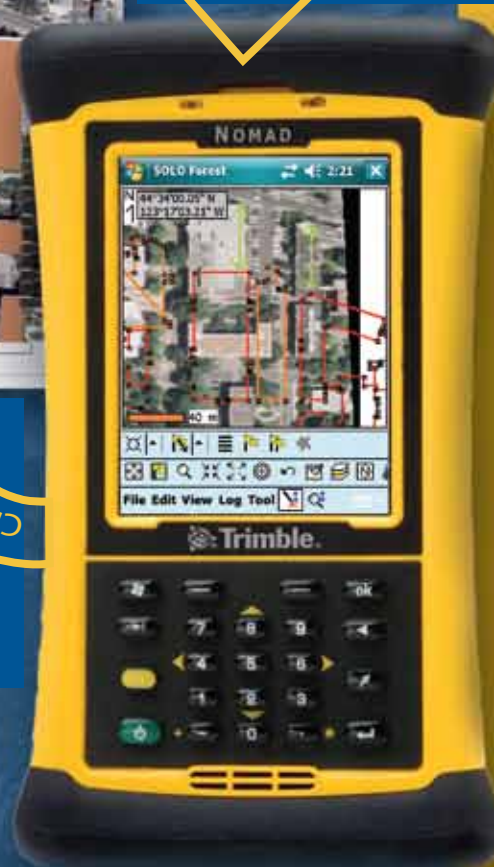 NOMAD
SOLO Forest 2:21
N 44°34'00.05" N
123°17'03.21" W
40 m
File Edit View Log Tool
Trimble.
ok
7 8 9
4 5 6
1 2 3
0